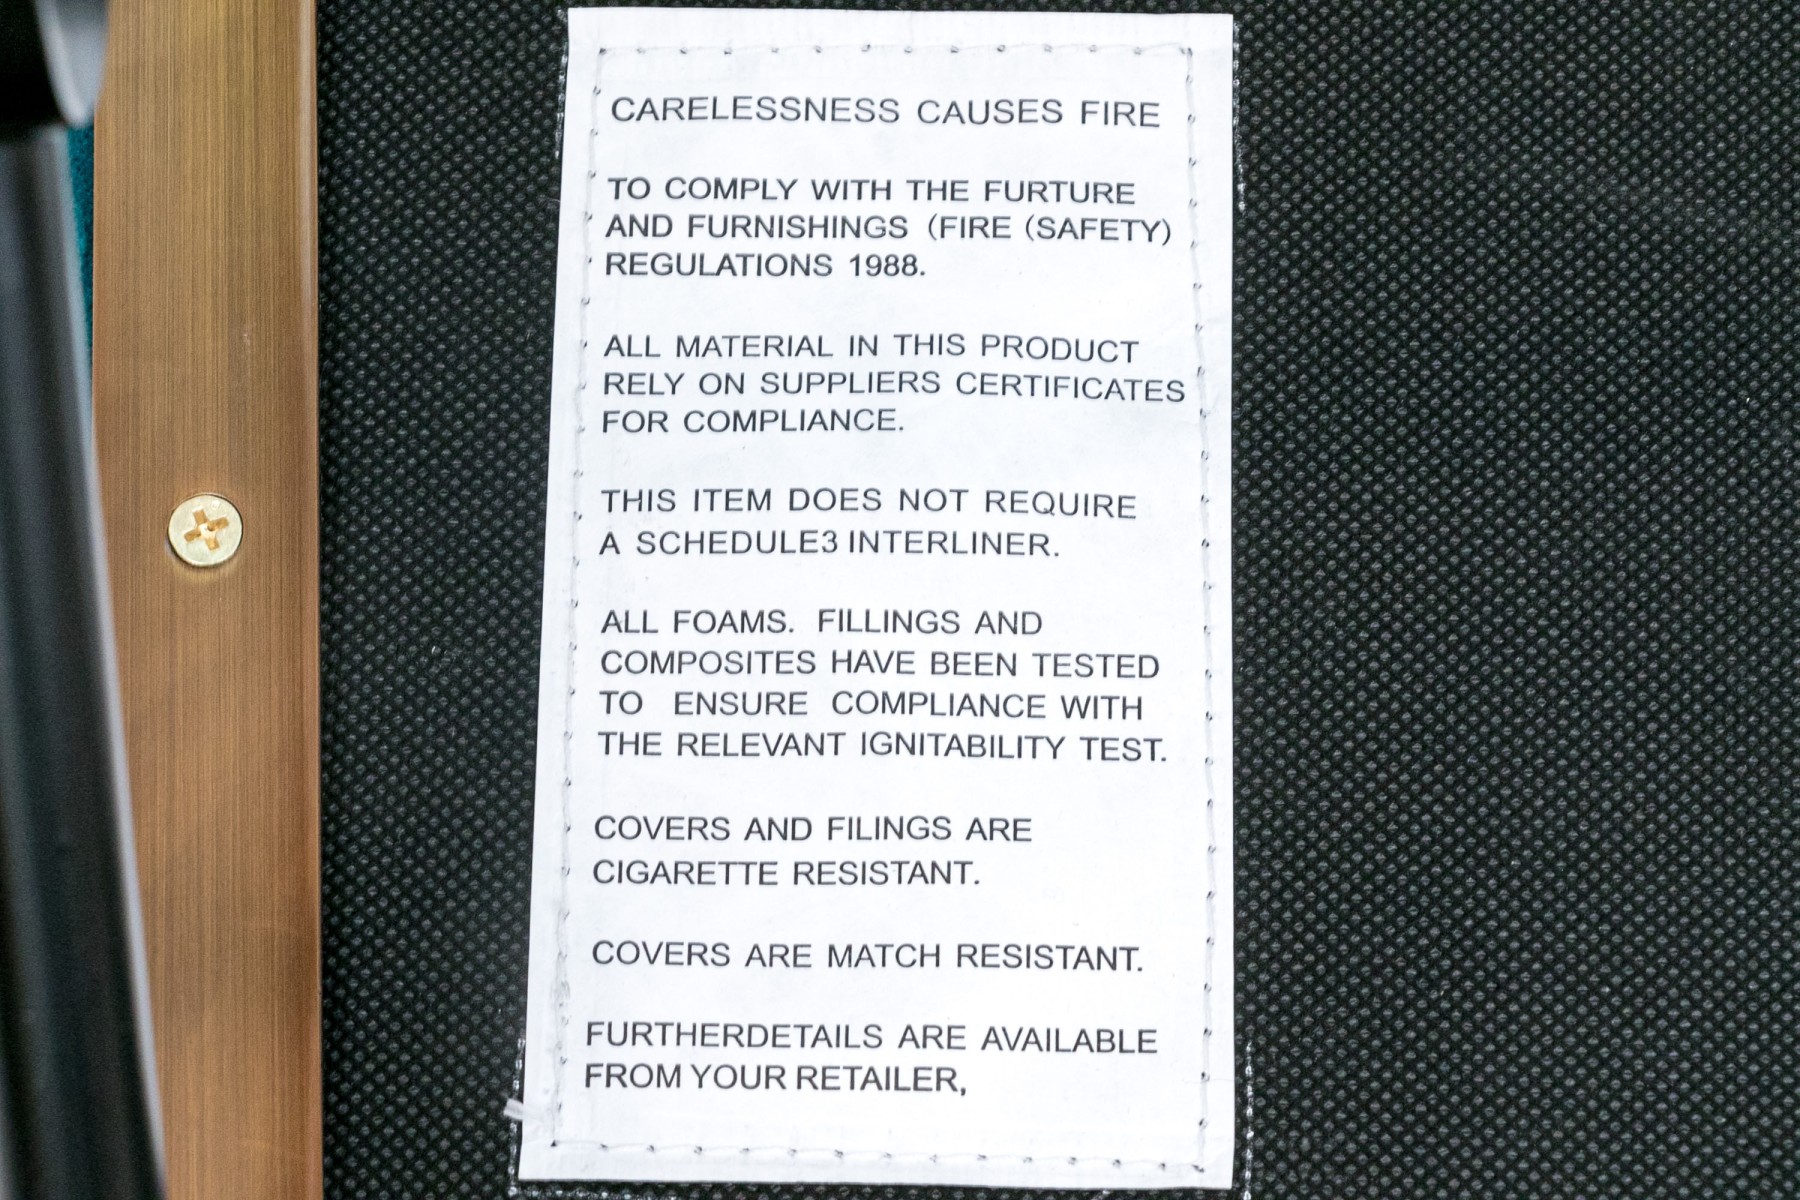 CARELESSNESS CAUSES FIRE
TO COMPLY WITH THE FURTURE
AND FURNISHINGS (FIRE (SAFETY)
REGULATIONS 1988.
ALL MATERIAL IN THIS PRODUCT
RELY ON SUPPLIERS CERTIFICATES
FOR COMPLIANCE.
THIS ITEM DOES NOT REQUIRE
A SCHEDULE3 INTERLINER.
ALL FOAMS. FILLINGS AND
COMPOSITES HAVE BEEN TESTED
TO ENSURE COMPLIANCE WITH
THE RELEVANT IGNITABILITY TEST.
COVERS AND FILINGS ARE
CIGARETTE RESISTANT.
COVERS ARE MATCH RESISTANT.
FURTHERDETAILS ARE AVAILABLE
FROM YOUR RETAILER,